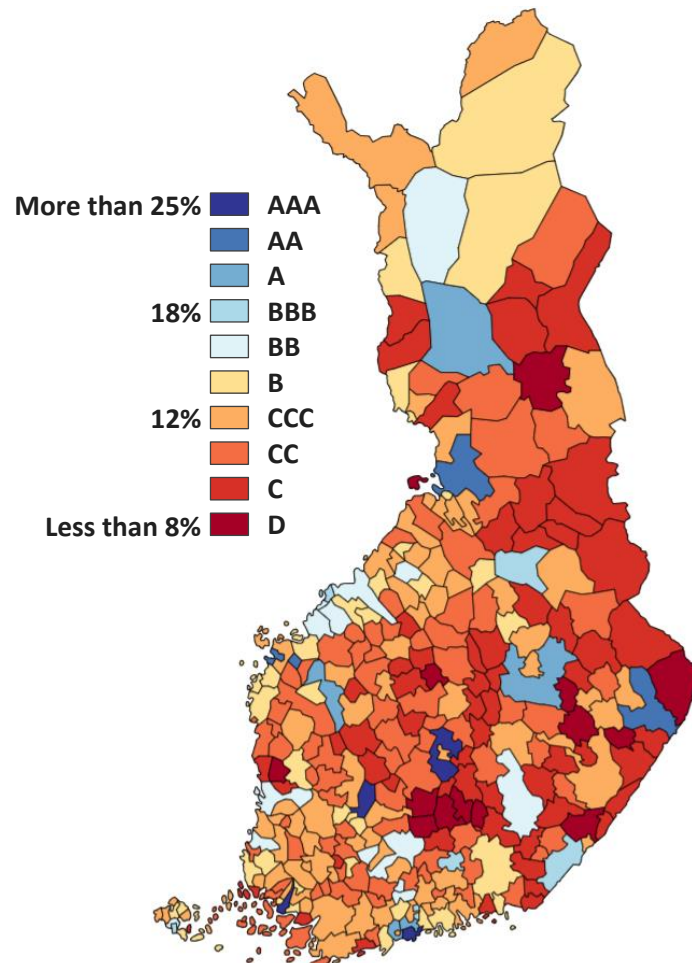 More than 25% AAA
AA
A
18% BBB
BB
B
12% CCC
CC
C
Less than 8% D